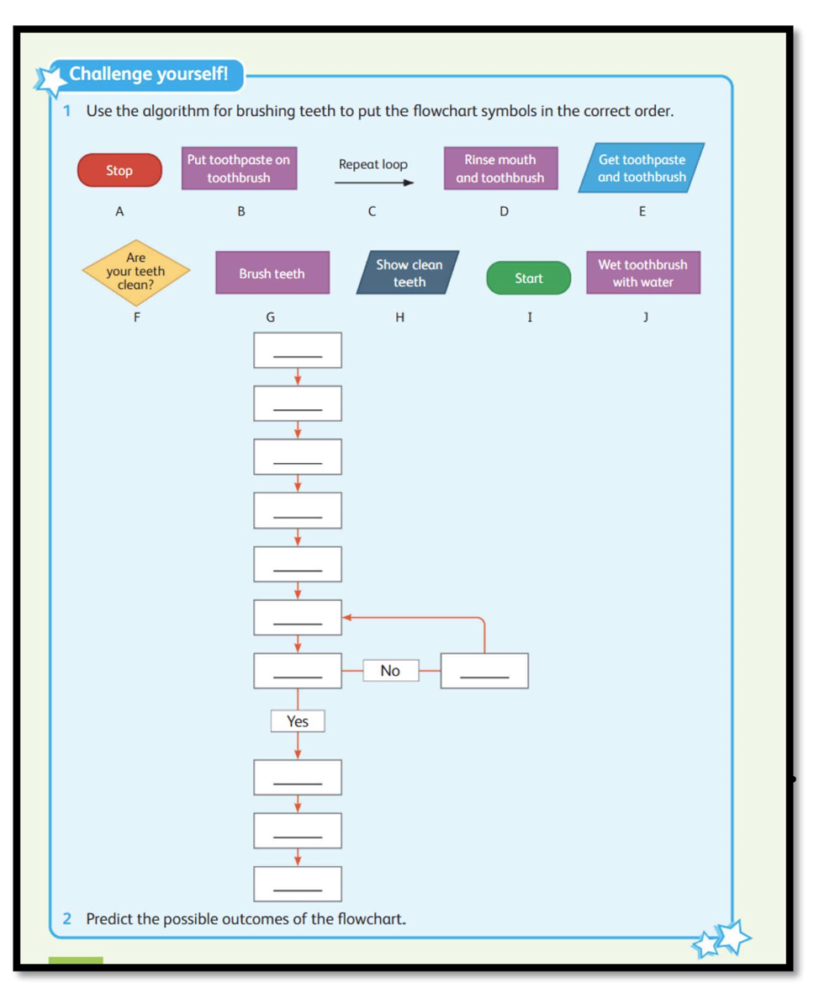 Challenge yourself!
1 Use the algorithm for brushing teeth to put the flowchart symbols in the correct order.
Stop
Put toothpaste on
toothbrush
Repeat loop
Rinse mouth
and toothbrush
Get toothpaste
and toothbrush
A
B
C
D
E
Are
your teeth
clean?
Brush teeth
Show clean
teeth
Start
Wet toothbrush
with water
F
G
H
I
J
No
Yes
2 Predict the possible outcomes of the flowchart.